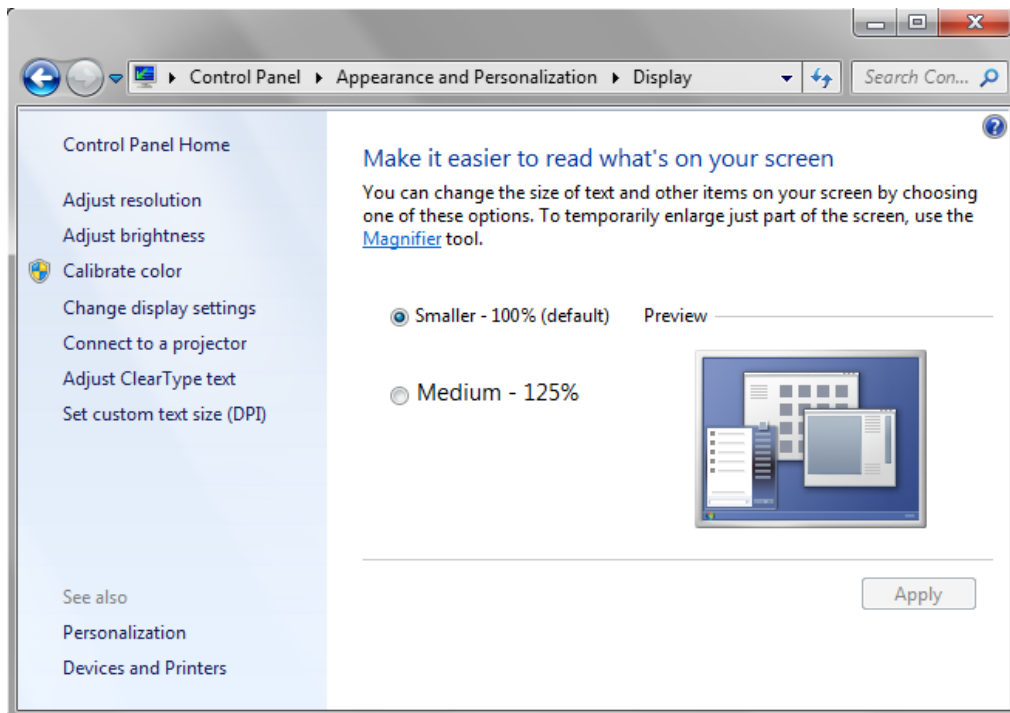 Control Panel Appearance and Personalization Display
Search Con...
Control Panel Home
Adjust resolution
Adjust brightness
Calibrate color
Change display settings
Connect to a projector
Adjust ClearType text
Set custom text size (DPI)
See also
Personalization
Devices and Printers
Make it easier to read what's on your screen
You can change the size of text and other items on your screen by choosing
one of these options. To temporarily enlarge just part of the screen, use the
Magnifier tool.
Smaller - 100% (default)
Preview
Medium - 125%
Apply